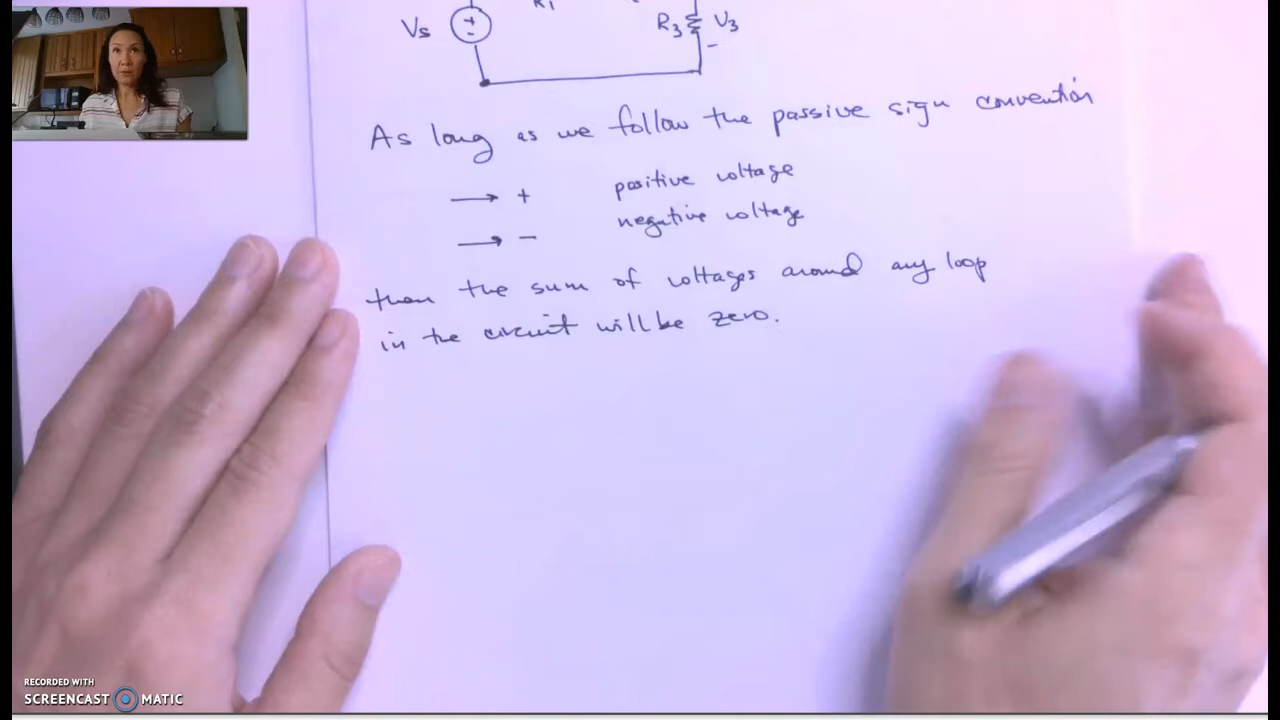 Vs
+
-
R1
R3
V3
-
As long as we follow the passive sign convention
→ + positive voltage
→ - negative voltage
then the sum of voltages around any loop
in the circuit will be zero.
RECORDED WITH
SCREENCAST MATIC